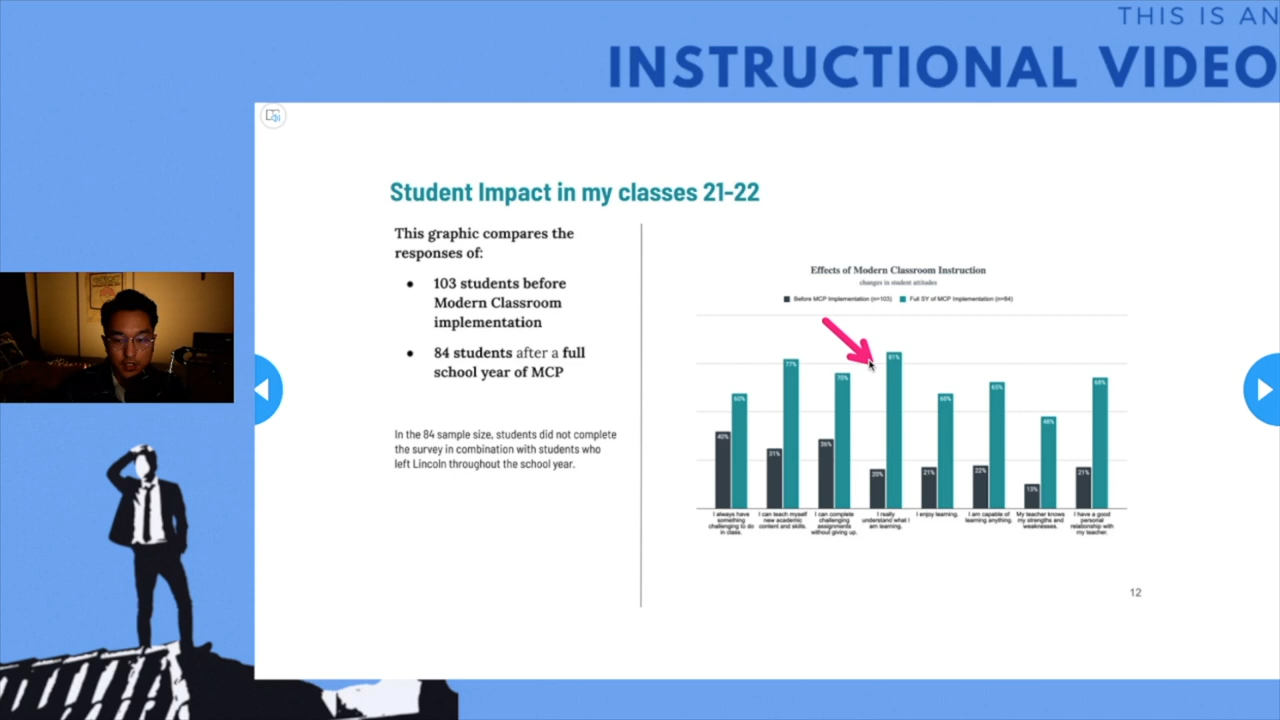 THIS IS AN
INSTRUCTIONAL VIDEO
Student Impact in my classes 21-22
This graphic compares the
responses of:
● 103 students before
Modern Classroom
implementation
● 84 students after a full
school year of MCP
In the 84 sample size, students did not complete
the survey in combination with students who
left Lincoln throughout the school year.
Effects of Modern Classroom Instruction
changes in student attitudes
Before MCP Implementation (n=103) Full SY of MCP Implementation (n=84)
40% 60%
31% 77%
36% 70%
20% 81%
21% 60%
22% 65%
13% 48%
21% 68%
I always have
something
challenging to do
in class.
I can teach myself
new academic
content and skills.
I can complete
challenging
assignments
without giving up.
I really
understand what I
am learning.
I enjoy learning.
I am capable of
learning anything.
My teacher knows
my strengths and
weaknesses.
I have a good
personal
relationship with
my teacher.
12